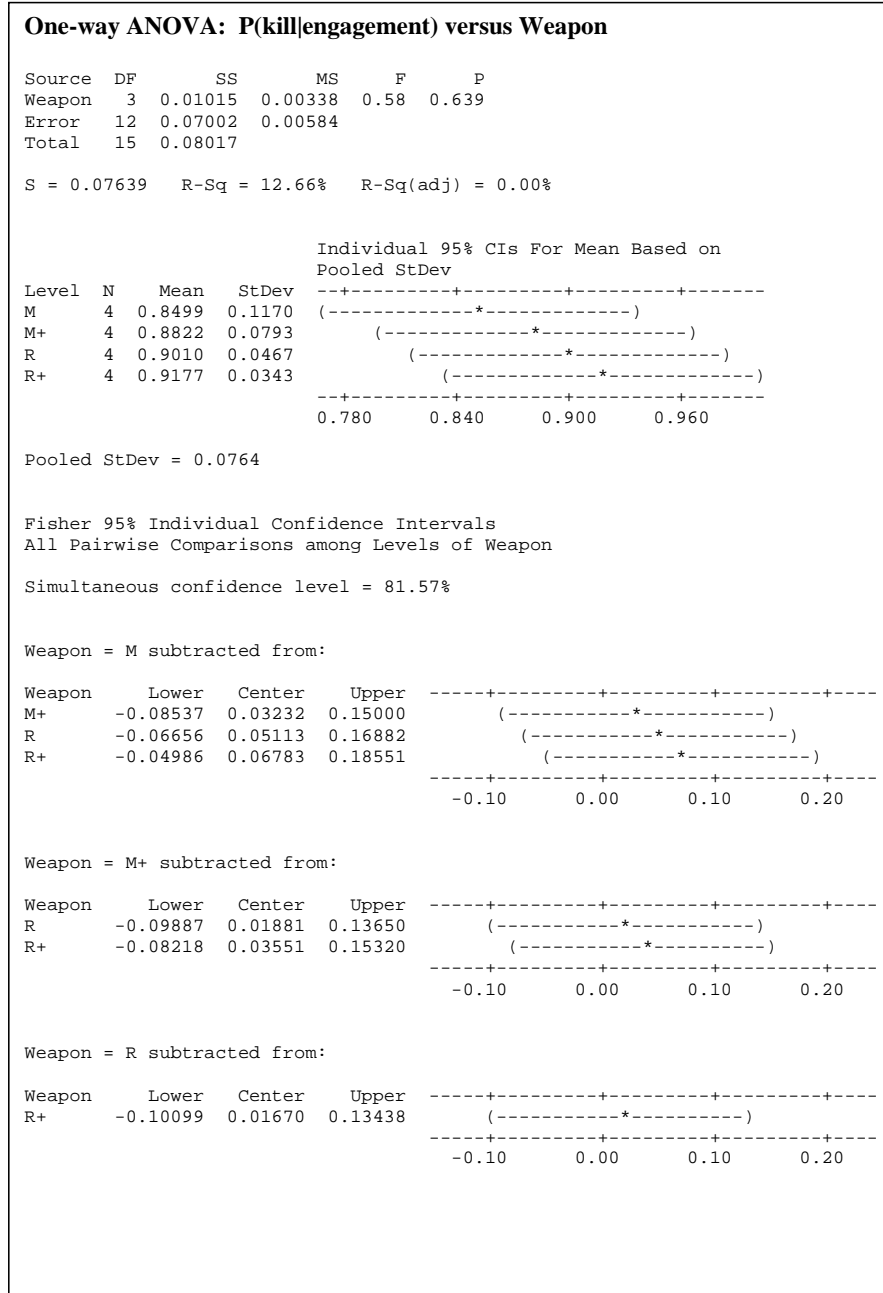 One-way ANOVA:  P(kill|engagement) versus Weapon
Source  DF       SS       MS     F      P
Weapon   3  0.01015  0.00338  0.58  0.639
Error   12  0.07002  0.00584
Total   15  0.08017
S = 0.07639   R-Sq = 12.66%   R-Sq(adj) = 0.00%
                          Individual 95% CIs For Mean Based on
                          Pooled StDev
Level  N    Mean   StDev  --+---------+---------+---------+-------
M      4  0.8499  0.1170  (-------------*-------------)
M+     4  0.8822  0.0793       (-------------*-------------)
R      4  0.9010  0.0467          (-------------*-------------)
R+     4  0.9177  0.0343             (-------------*-------------)
                          --+---------+---------+---------+-------
                          0.780     0.840     0.900     0.960
Pooled StDev = 0.0764
Fisher 95% Individual Confidence Intervals
All Pairwise Comparisons among Levels of Weapon
Simultaneous confidence level = 81.57%
Weapon = M subtracted from:
Weapon     Lower   Center    Upper  -----+---------+---------+---------+----
M+      -0.08537  0.03232  0.15000        (-----------*-----------)
R       -0.06656  0.05113  0.16882          (-----------*-----------)
R+      -0.04986  0.06783  0.18551            (-----------*-----------)
                                    -----+---------+---------+---------+----
                                      -0.10      0.00      0.10      0.20
Weapon = M+ subtracted from:
Weapon     Lower   Center    Upper  -----+---------+---------+---------+----
R       -0.09887  0.01881  0.13650       (-----------*-----------)
R+      -0.08218  0.03551  0.15320         (-----------*----------)
                                    -----+---------+---------+---------+----
                                      -0.10      0.00      0.10      0.20
Weapon = R subtracted from:
Weapon     Lower   Center    Upper  -----+---------+---------+---------+----
R+      -0.10099  0.01670  0.13438       (-----------*----------)
                                    -----+---------+---------+---------+----
                                      -0.10      0.00      0.10      0.20